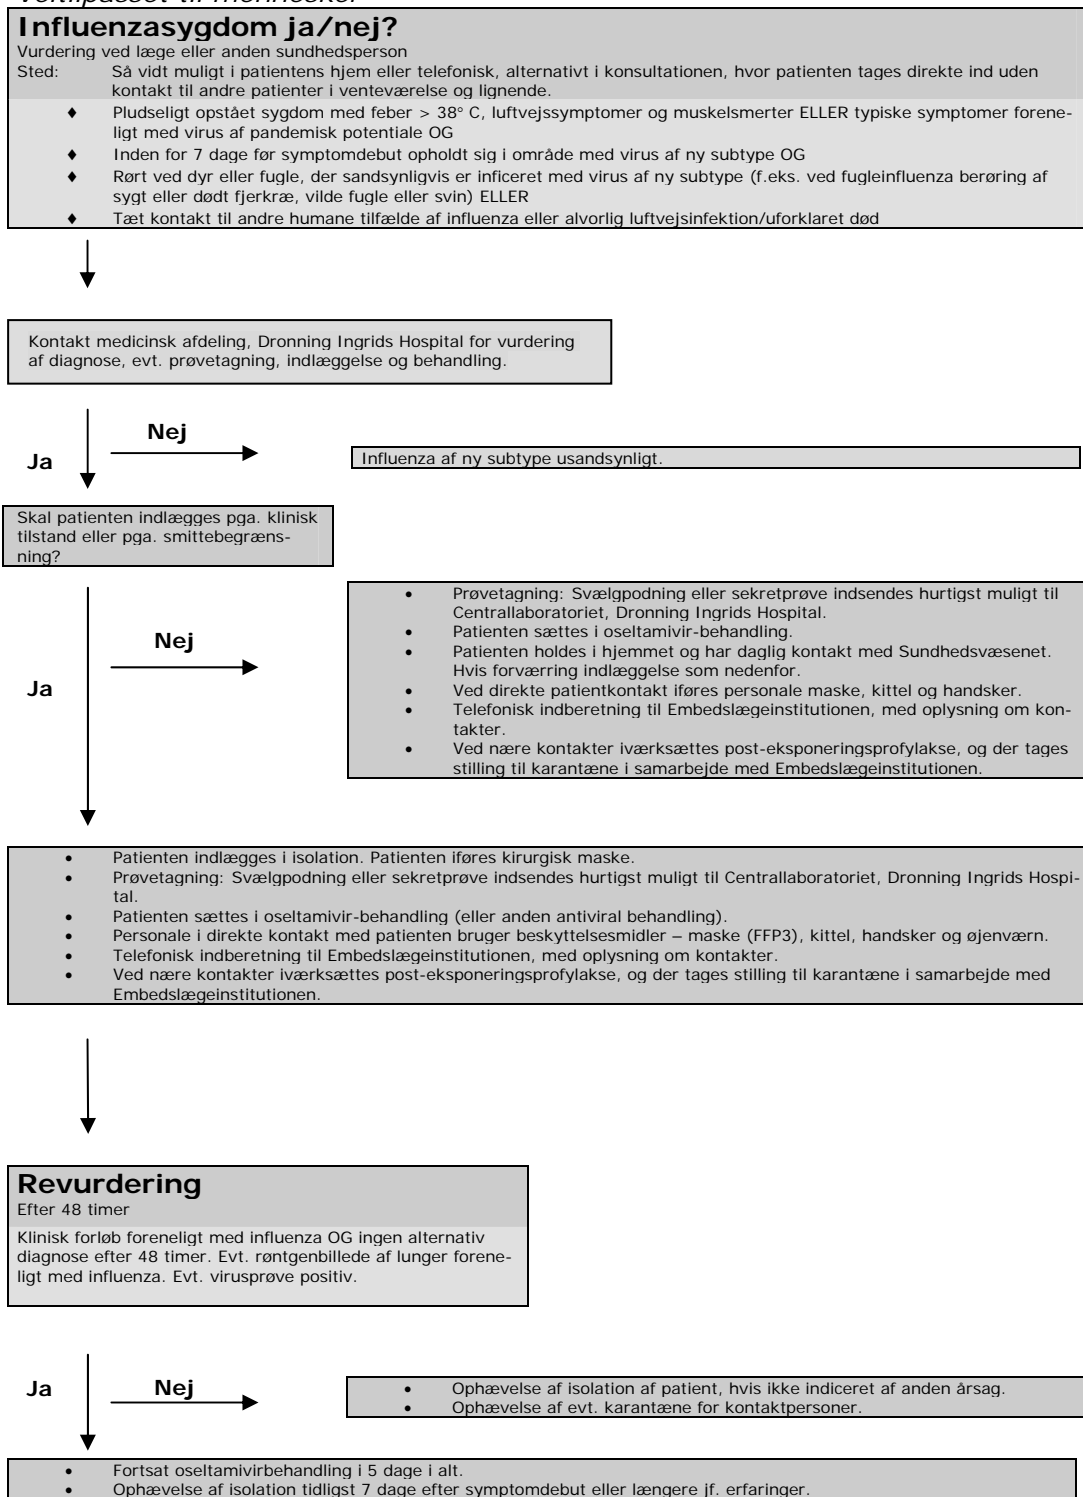 Veltilpasset til mennesker
Influenzasygdom ja/nej?
Vurdering ved læge eller anden sundhedsperson
Sted: Så vidt muligt i patientens hjem eller telefonisk, alternativt i konsultationen, hvor patienten tages direkte ind uden
kontakt til andre patienter i venteværelse og lignende.
♦ Pludseligt opstået sygdom med feber > 38° C, luftvejssymptomer og muskelsmerter ELLER typiske symptomer forene-
ligt med virus af pandemisk potentiale OG
♦ Inden for 7 dage før symptomdebut opholdt sig i område med virus af ny subtype OG
♦ Rørt ved dyr eller fugle, der sandsynligvis er inficeret med virus af ny subtype (f.eks. ved fugleinfluenza berøring af
sygt eller dødt fjerkræ, vilde fugle eller svin) ELLER
♦ Tæt kontakt til andre humane tilfælde af influenza eller alvorlig luftvejsinfektion/uforklaret død
Kontakt medicinsk afdeling, Dronning Ingrids Hospital for vurdering
af diagnose, evt. prøvetagning, indlæggelse og behandling.
Nej
Ja
Influenza af ny subtype usandsynligt.
Skal patienten indlægges pga. klinisk
tilstand eller pga. smittebegræns-
ning?
Nej
Ja
• Prøvetagning: Svælgpodning eller sekretprøve indsendes hurtigst muligt til
Centrallaboratoriet, Dronning Ingrids Hospital.
• Patienten sættes i oseltamivir-behandling.
• Patienten holdes i hjemmet og har daglig kontakt med Sundhedsvæsenet.
Hvis forværring indlæggelse som nedenfor.
• Ved direkte patientkontakt iføres personale maske, kittel og handsker.
• Telefonisk indberetning til Embedslægeinstitutionen, med oplysning om kon-
takter.
• Ved nære kontakter iværksættes post-eksponeringsprofylakse, og der tages
stilling til karantæne i samarbejde med Embedslægeinstitutionen.
• Patienten indlægges i isolation. Patienten iføres kirurgisk maske.
• Prøvetagning: Svælgpodning eller sekretprøve indsendes hurtigst muligt til Centrallaboratoriet, Dronning Ingrids Hospi-
tal.
• Patienten sættes i oseltamivir-behandling (eller anden antiviral behandling).
• Personale i direkte kontakt med patienten bruger beskyttelsesmidler – maske (FFP3), kittel, handsker og øjenværn.
• Telefonisk indberetning til Embedslægeinstitutionen, med oplysning om kontakter.
• Ved nære kontakter iværksættes post-eksponeringsprofylakse, og der tages stilling til karantæne i samarbejde med
Embedslægeinstitutionen.
Revurdering
Efter 48 timer
Klinisk forløb foreneligt med influenza OG ingen alternativ
diagnose efter 48 timer. Evt. røntgenbillede af lunger forene-
ligt med influenza. Evt. virusprøve positiv.
Ja
Nej
• Ophævelse af isolation af patient, hvis ikke indiceret af anden årsag.
• Ophævelse af evt. karantæne for kontaktpersoner.
• Fortsat oseltamivirbehandling i 5 dage i alt.
• Ophævelse af isolation tidligst 7 dage efter symptomdebut eller længere jf. erfaringer.